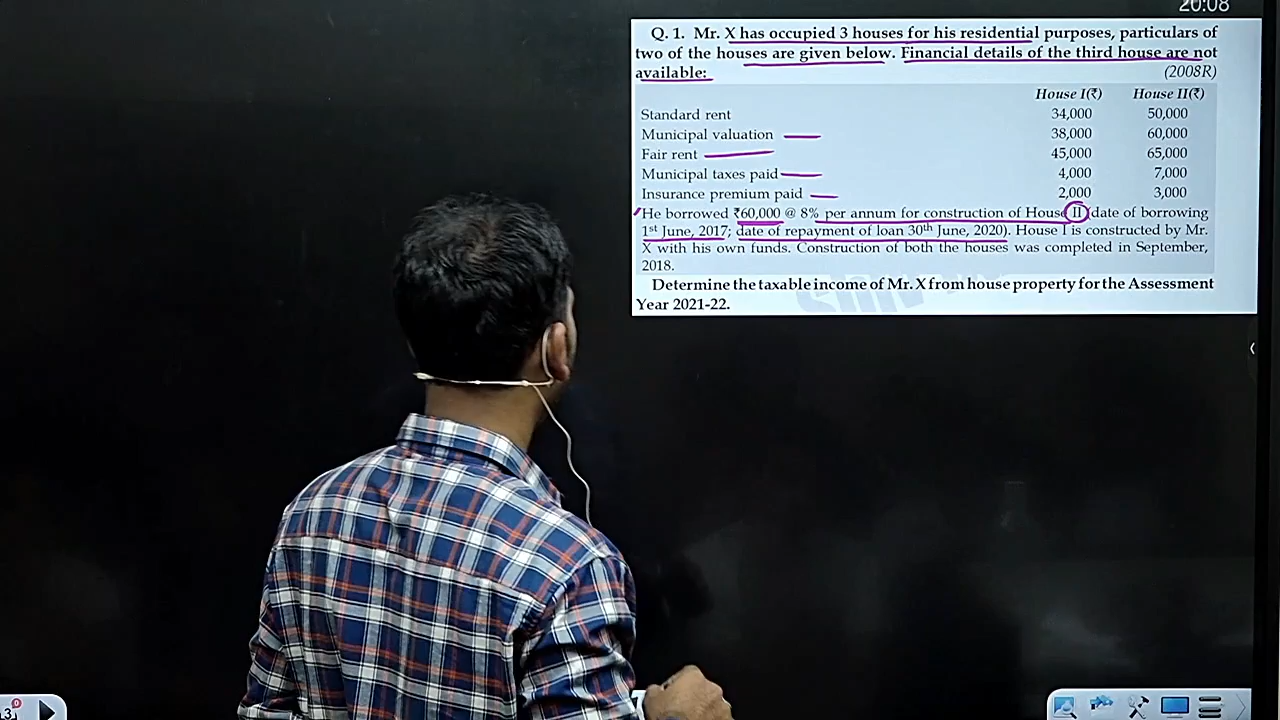 20:08
Q. 1. Mr. X has occupied 3 houses for his residential purposes, particulars of
two of the houses are given below. Financial details of the third house are not
available: (2008R)
House I(₹) House II(₹)
Standard rent 34,000 50,000
Municipal valuation 38,000 60,000
Fair rent 45,000 65,000
Municipal taxes paid 4,000 7,000
Insurance premium paid 2,000 3,000
He borrowed ₹60,000 @ 8% per annum for construction of House II (date of borrowing
1st June, 2017; date of repayment of loan 30th June, 2020). House I is constructed by Mr.
X with his own funds. Construction of both the houses was completed in September,
2018.
Determine the taxable income of Mr. X from house property for the Assessment
Year 2021-22.